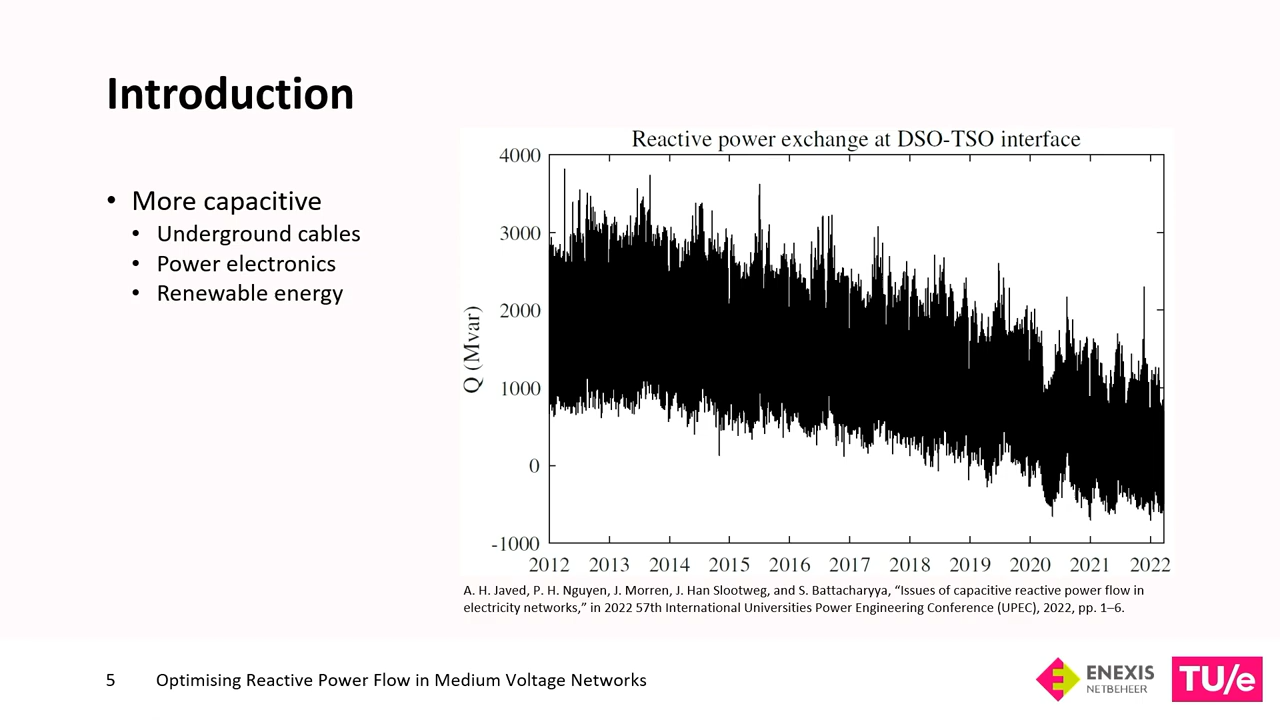 Introduction
• More capacitive
• Underground cables
• Power electronics
• Renewable energy
Reactive power exchange at DSO-TSO interface
Q (Mvar)
4000
3000
2000
1000
0
-1000
2012 2013 2014 2015 2016 2017 2018 2019 2020 2021 2022
A. H. Javed, P. H. Nguyen, J. Morren, J. Han Slootweg, and S. Battacharyya, “Issues of capacitive reactive power flow in
electricity networks,” in 2022 57th International Universities Power Engineering Conference (UPEC), 2022, pp. 1–6.
5 Optimising Reactive Power Flow in Medium Voltage Networks
ENEXIS
NETBEHEER
TU/e